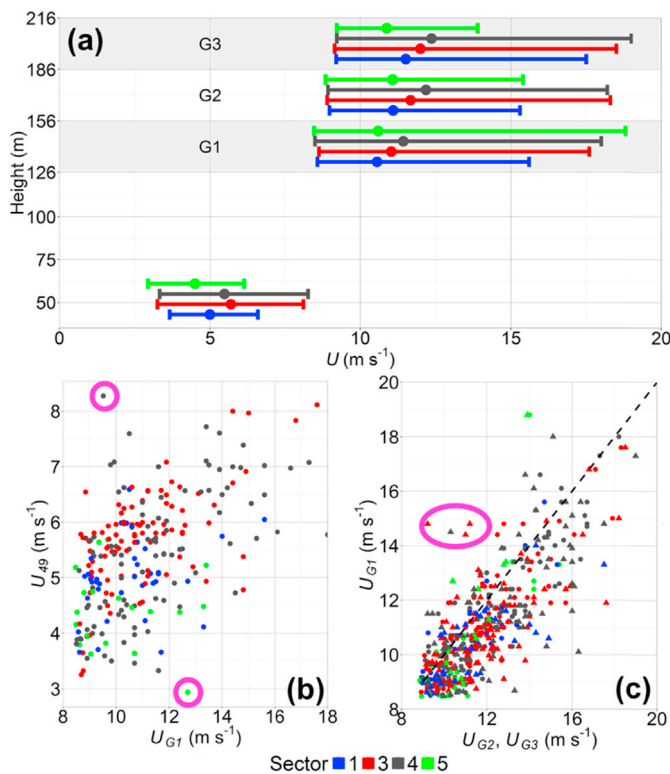 216
(a)
G3
186
G2
156
G1
126
Height (m)
100
75
50
0
5
10
15
20
U (m s-1)
8
7
6
5
4
3
U49 (m s-1)
(b)
8
10
12
14
16
18
UG1 (m s-1)
20
18
16
14
12
10
8
UG1 (m s-1)
(c)
8
12
16
20
UG2, UG3 (m s-1)
Sector 1 3 4 5